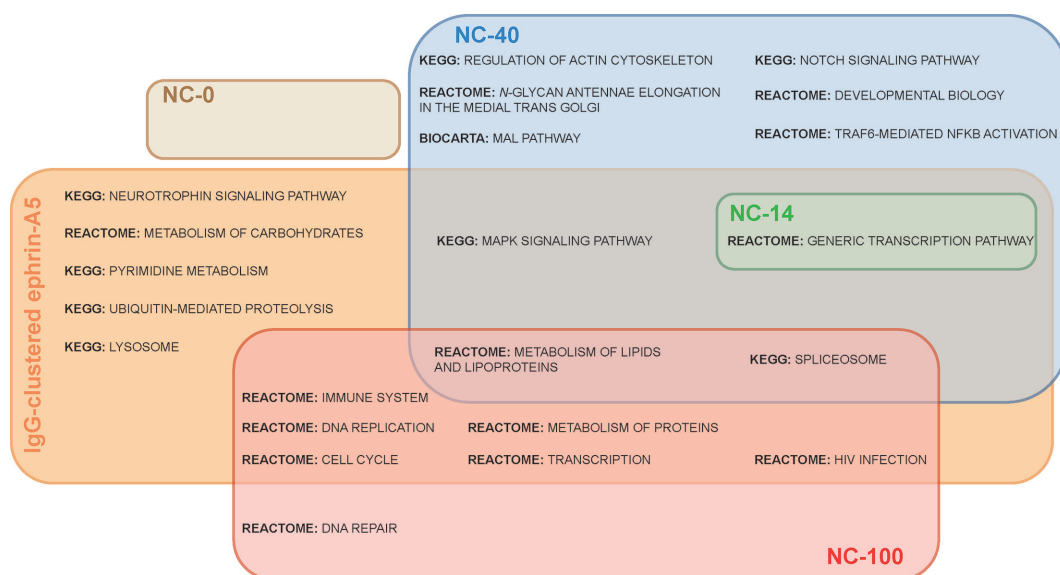 NC-40
KEGG: REGULATION OF ACTIN CYTOSKELETON
KEGG: NOTCH SIGNALING PATHWAY
NC-0
REACTOME: N-GLYCAN ANTENNAE ELONGATION
IN THE MEDIAL TRANS GOLGI
REACTOME: DEVELOPMENTAL BIOLOGY
BIOCARTA: MAL PATHWAY
REACTOME: TRAF6-MEDIATED NFKB ACTIVATION
IgG-clustered ephrin-A5
KEGG: NEUROTROPHIN SIGNALING PATHWAY
REACTOME: METABOLISM OF CARBOHYDRATES
KEGG: PYRIMIDINE METABOLISM
KEGG: UBIQUITIN-MEDIATED PROTEOLYSIS
KEGG: LYSOSOME
KEGG: MAPK SIGNALING PATHWAY
NC-14
REACTOME: GENERIC TRANSCRIPTION PATHWAY
REACTOME: METABOLISM OF LIPIDS
AND LIPOPROTEINS
KEGG: SPLICEOSOME
REACTOME: IMMUNE SYSTEM
REACTOME: DNA REPLICATION
REACTOME: METABOLISM OF PROTEINS
REACTOME: CELL CYCLE
REACTOME: TRANSCRIPTION
REACTOME: HIV INFECTION
REACTOME: DNA REPAIR
NC-100